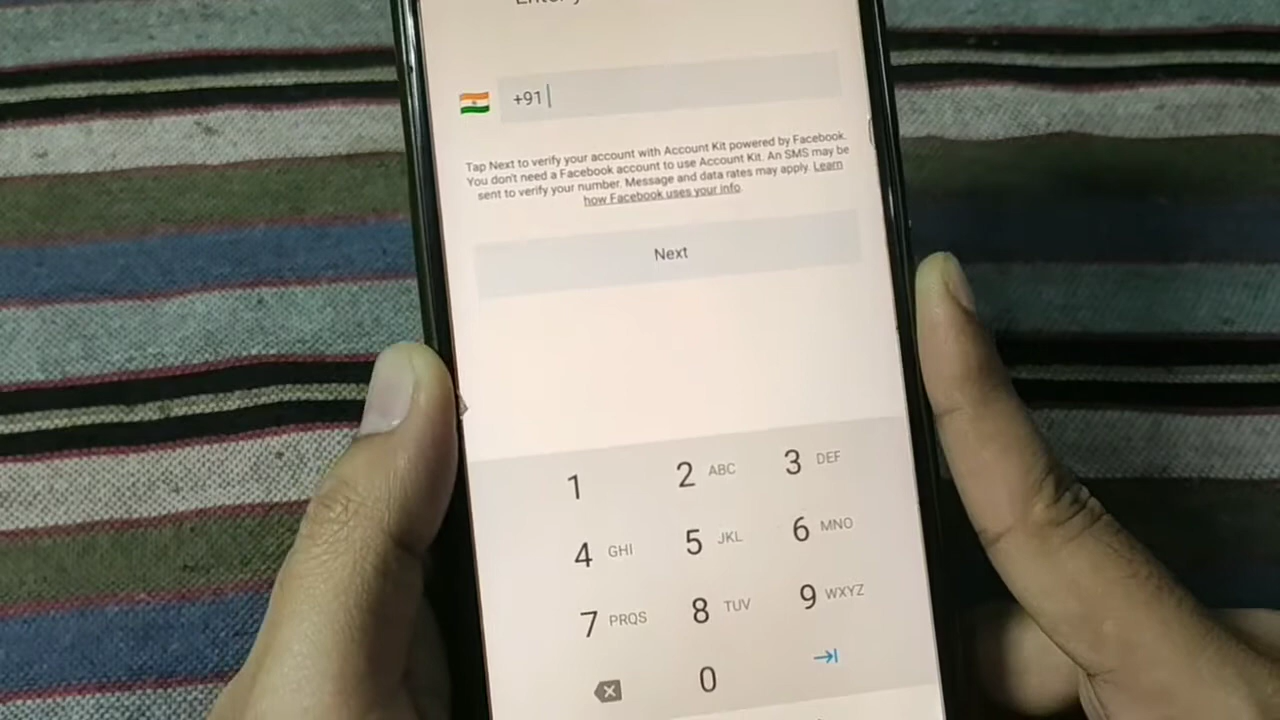 +91
Tap Next to verify your account with Account Kit powered by Facebook.
You don't need a Facebook account to use Account Kit. An SMS may be
sent to verify your number. Message and data rates may apply. Learn
how Facebook uses your info.
Next
1 2 ABC 3 DEF
4 GHI 5 JKL 6 MNO
7 PRQS 8 TUV 9 WXYZ
0